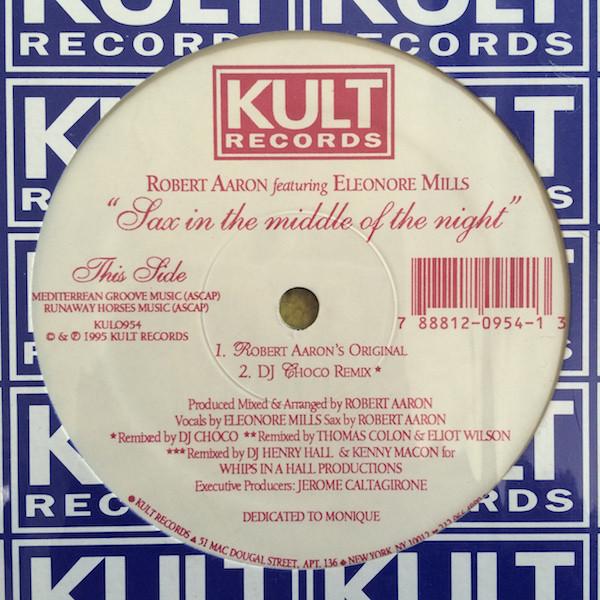 KULT KULT
RECORDS RECORDS
KULT
RECORDS
ROBERT AARON featuring ELEONORE MILLS
"Sax in the middle of the night"
This Side
MEDITERREAN GROOVE MUSIC (ASCAP)
RUNAWAY HORSES MUSIC (ASCAP)
KULO954
© & ℗ 1995 KULT RECORDS
7 88812-0954-1 3
1. ROBERT AARON'S ORIGINAL
2. DJ CHOCO REMIX *
Produced Mixed & Arranged by ROBERT AARON
Vocals by ELEONORE MILLS Sax by ROBERT AARON
*Remixed by DJ CHOCO **Remixed by THOMAS COLON & ELIOT WILSON
***Remixed by DJ HENRY HALL & KENNY MACON for
WHIPS IN A HALL PRODUCTIONS
Executive Producers: JEROME CALTAGIRONE
DEDICATED TO MONIQUE
KULT RECORDS ▲ 51 MAC DOUGAL STREET, APT. 136 ◆ NEW YORK, NY 10012
KULT KULT